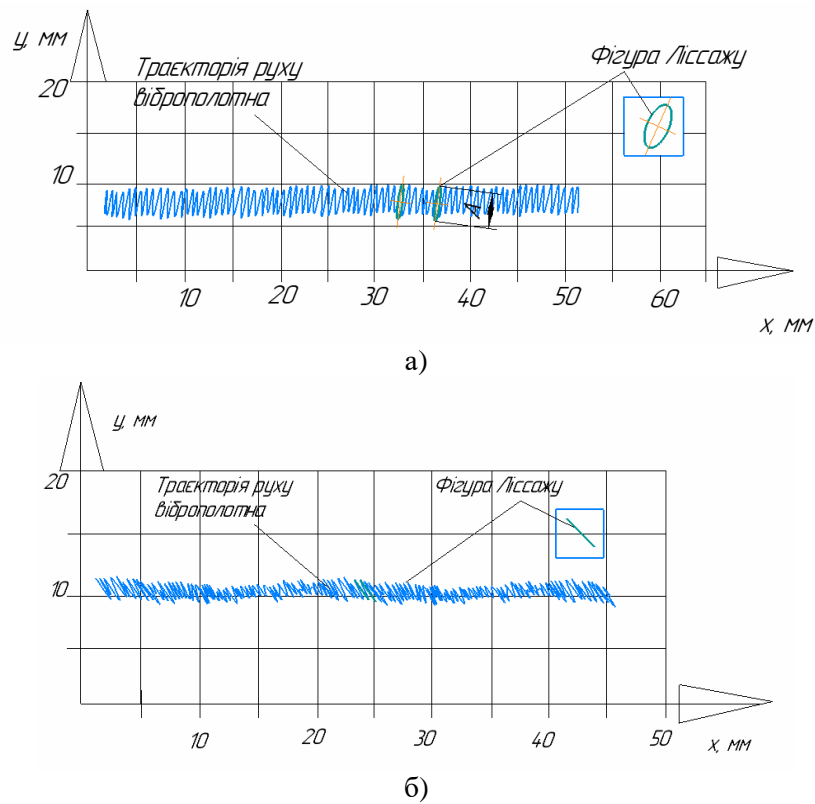 y, мм
20
Траєкторія руху
віброполотна
Фігура Ліссажу
10
A
10 20 30 40 50 60
x, мм
а)
y, мм
20
Траєкторія руху
віброполотна
Фігура Ліссажу
10
10 20 30 40 50
x, мм
б)